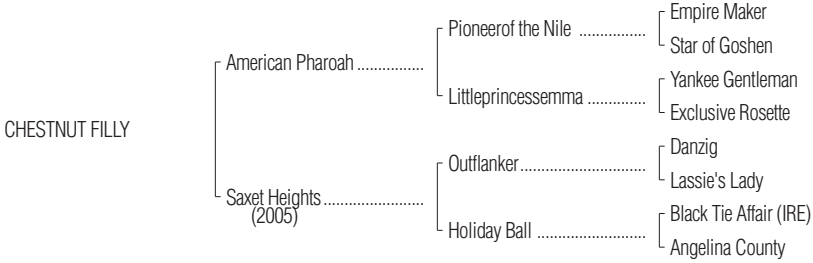 CHESTNUT FILLY
American Pharoah ................
Saxet Heights ........................
(2005)
Pioneerof the Nile ................
Littleprincessemma ..............
Outflanker ..............................
Holiday Ball ..........................
Empire Maker
Star of Goshen
Yankee Gentleman
Exclusive Rosette
Danzig
Lassie's Lady
Black Tie Affair (IRE)
Angelina County